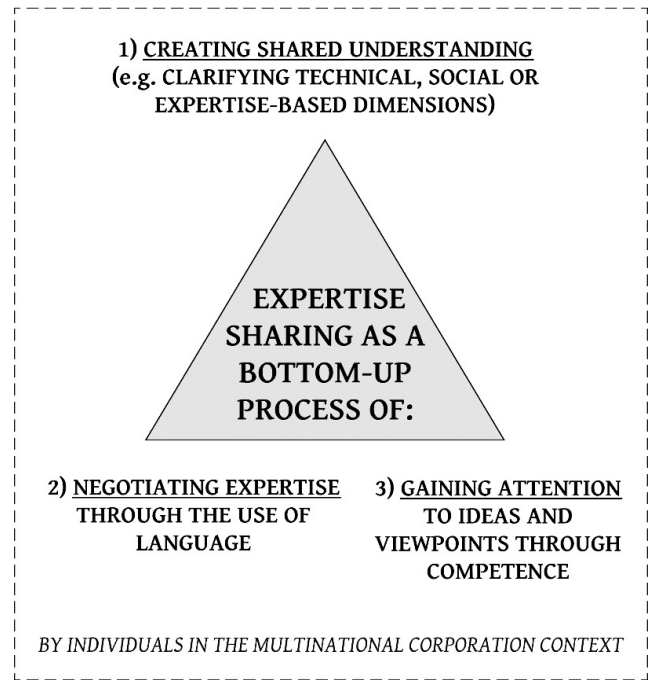 1) CREATING SHARED UNDERSTANDING
(e.g. CLARIFYING TECHNICAL, SOCIAL OR
EXPERTISE-BASED DIMENSIONS)
EXPERTISE
SHARING AS A
BOTTOM-UP
PROCESS OF:
2) NEGOTIATING EXPERTISE
THROUGH THE USE OF
LANGUAGE
3) GAINING ATTENTION
TO IDEAS AND
VIEWPOINTS THROUGH
COMPETENCE
BY INDIVIDUALS IN THE MULTINATIONAL CORPORATION CONTEXT